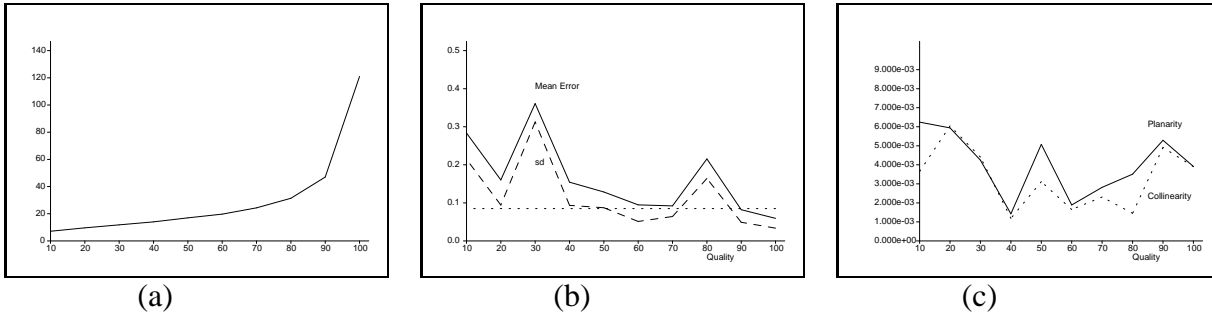 140
120
100
80
60
40
20
0
10 20 30 40 50 60 70 80 90 100
(a)
0.5
0.4
0.3
0.2
0.1
0.0
Mean Error
sd
10 20 30 40 50 60 70 80 90 100
Quality
(b)
9.000e-03
8.000e-03
7.000e-03
6.000e-03
5.000e-03
4.000e-03
3.000e-03
2.000e-03
1.000e-03
0.000e+00
Planarity
Collinearity
10 20 30 40 50 60 70 80 90 100
Quality
(c)